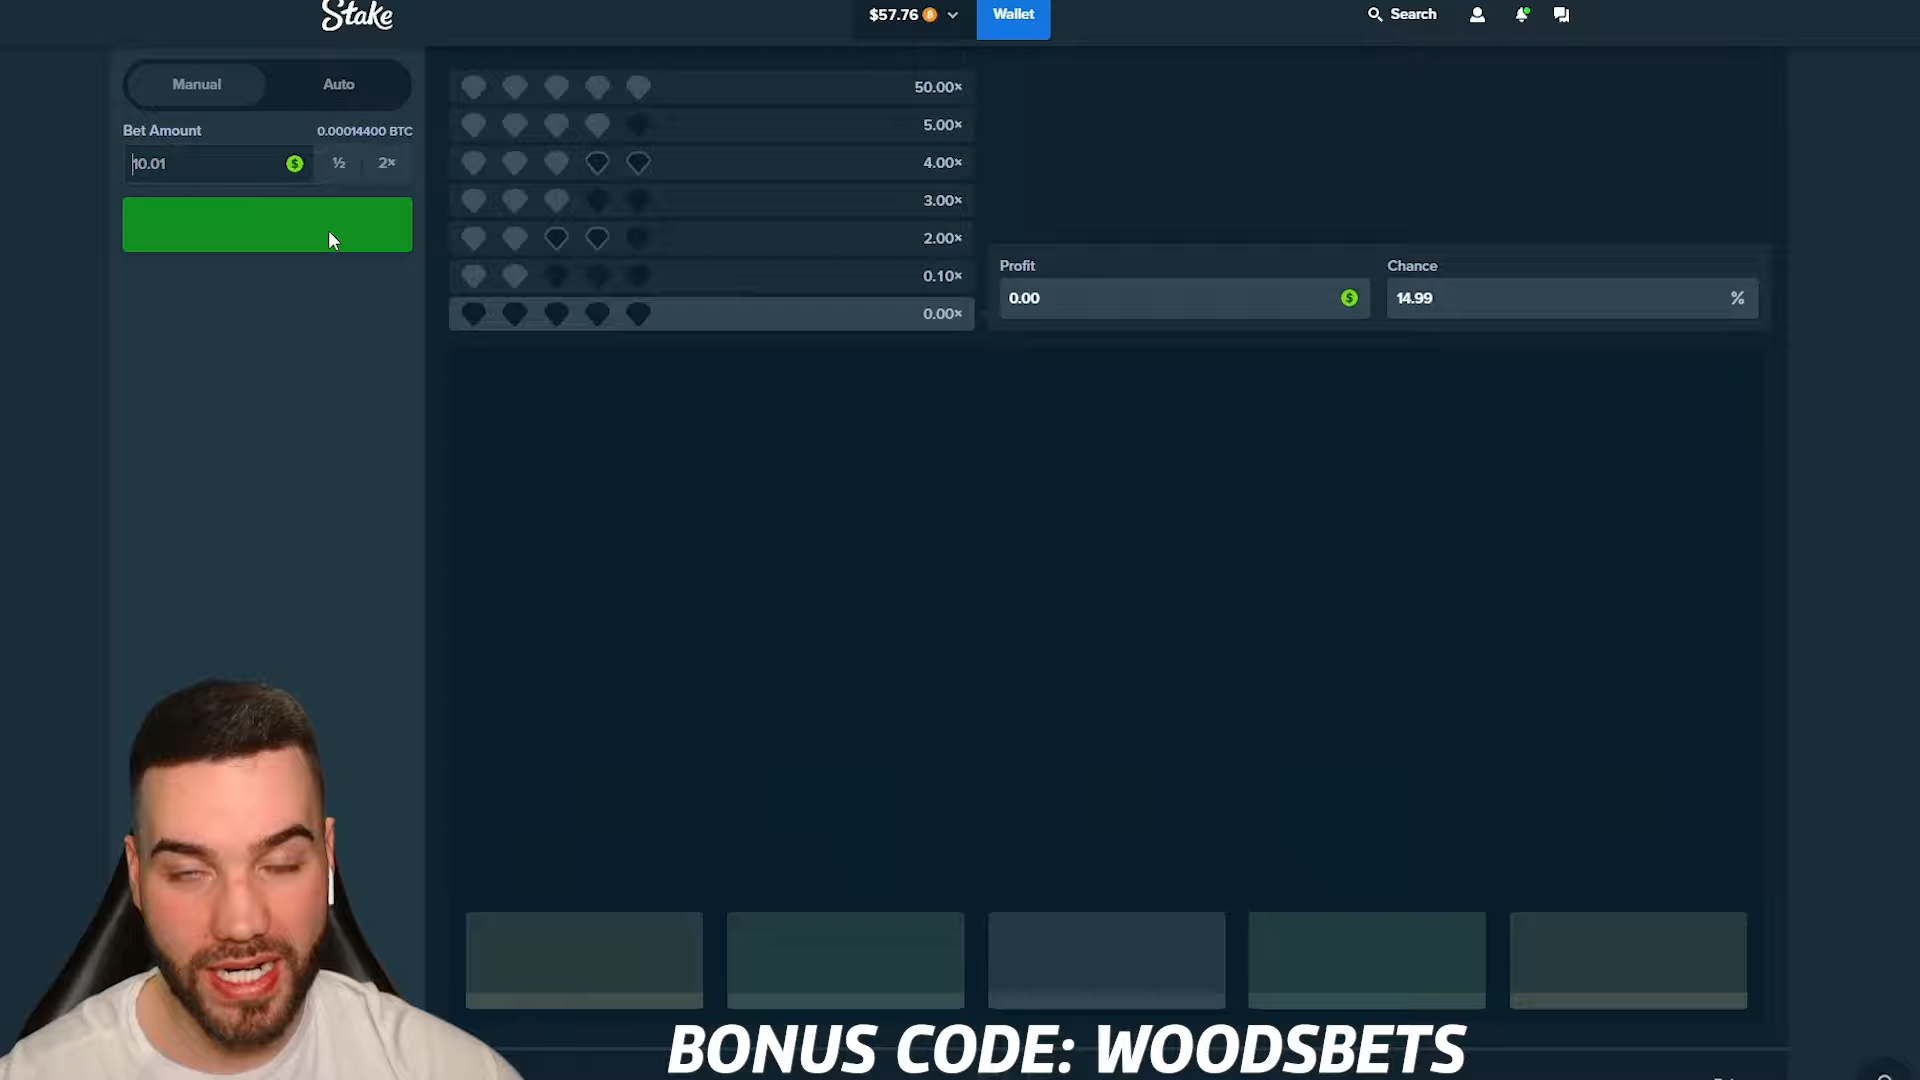 Stake
$57.76
Wallet
Search
Manual
Auto
Bet Amount
0.00014400 BTC
10.01
½
2×
50.00×
5.00×
4.00×
3.00×
2.00×
0.10×
0.00×
Profit
0.00
Chance
14.99
%
BONUS CODE: WOODSBETS